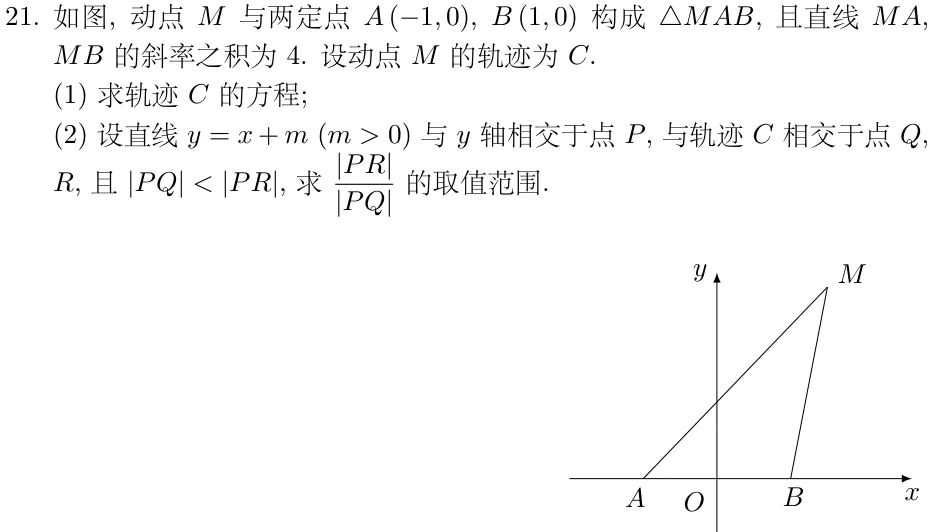 21. 如图, 动点 M 与两定点 A(−1,0), B(1,0) 构成 △MAB, 且直线 MA,
MB 的斜率之积为 4. 设动点 M 的轨迹为 C.
(1) 求轨迹 C 的方程;
(2) 设直线 y = x + m (m > 0) 与 y 轴相交于点 P, 与轨迹 C 相交于点 Q,
R, 且 |PQ| < |PR|, 求 |PR|/|PQ| 的取值范围.
y
M
A
O
B
x